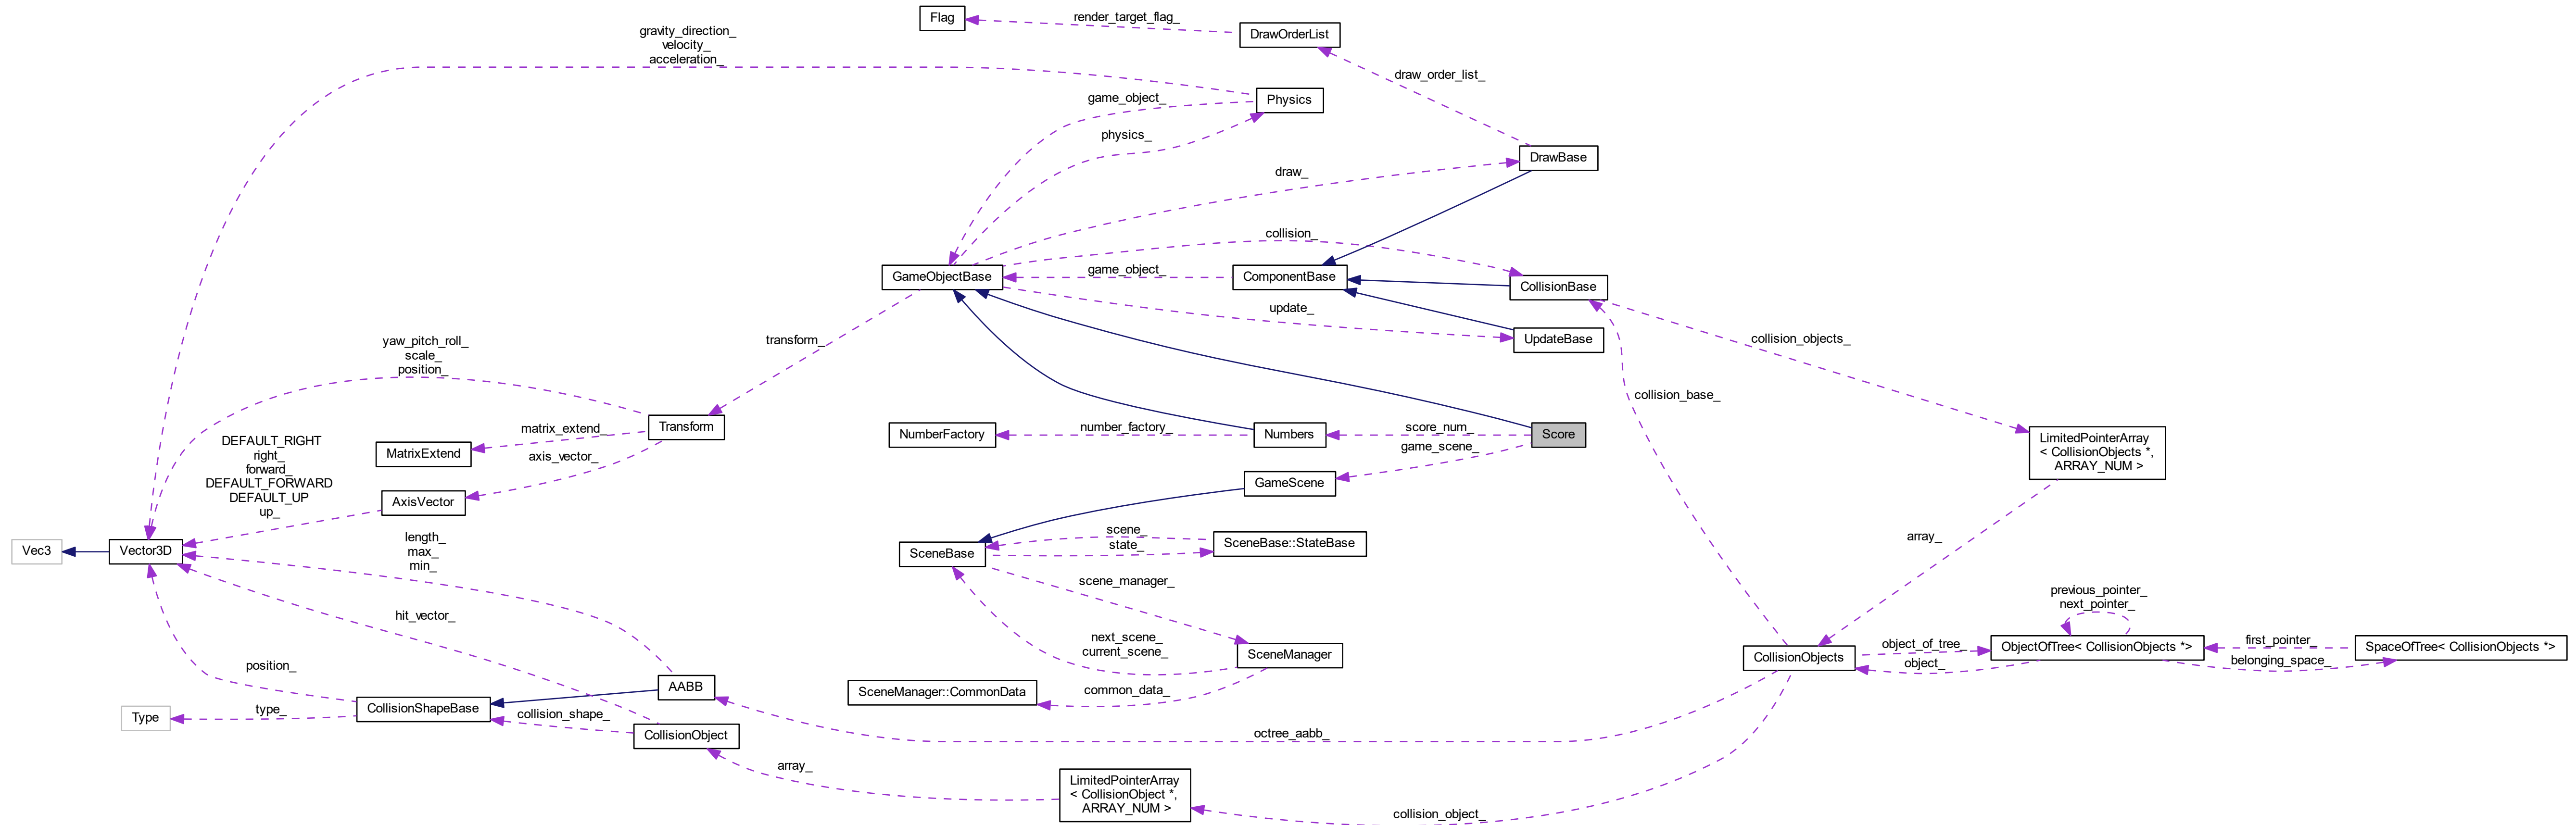 Flag
render_target_flag_
DrawOrderList
gravity_direction_
velocity_
acceleration_
draw_order_list_
game_object_
Physics
physics_
DrawBase
draw_
collision_
GameObjectBase
game_object_
ComponentBase
CollisionBase
update_
UpdateBase
transform_
collision_objects_
yaw_pitch_roll_
scale_
position_
collision_base_
Transform
matrix_extend_
MatrixExtend
axis_vector_
NumberFactory
number_factory_
Numbers
score_num_
game_scene_
Score
LimitedPointerArray
< CollisionObjects *,
ARRAY_NUM >
DEFAULT_RIGHT
right_
forward_
DEFAULT_FORWARD
DEFAULT_UP
up_
AxisVector
GameScene
Vec3
Vector3D
length_
max_
min_
SceneBase
scene_
state_
SceneBase::StateBase
array_
scene_manager_
hit_vector_
next_scene_
current_scene_
SceneManager
previous_pointer_
next_pointer_
CollisionObjects
object_of_tree_
object_
ObjectOfTree< CollisionObjects *>
first_pointer_
belonging_space_
SpaceOfTree< CollisionObjects *>
position_
AABB
SceneManager::CommonData
common_data_
Type
type_
CollisionShapeBase
collision_shape_
CollisionObject
octree_aabb_
array_
LimitedPointerArray
< CollisionObject *,
ARRAY_NUM >
collision_object_